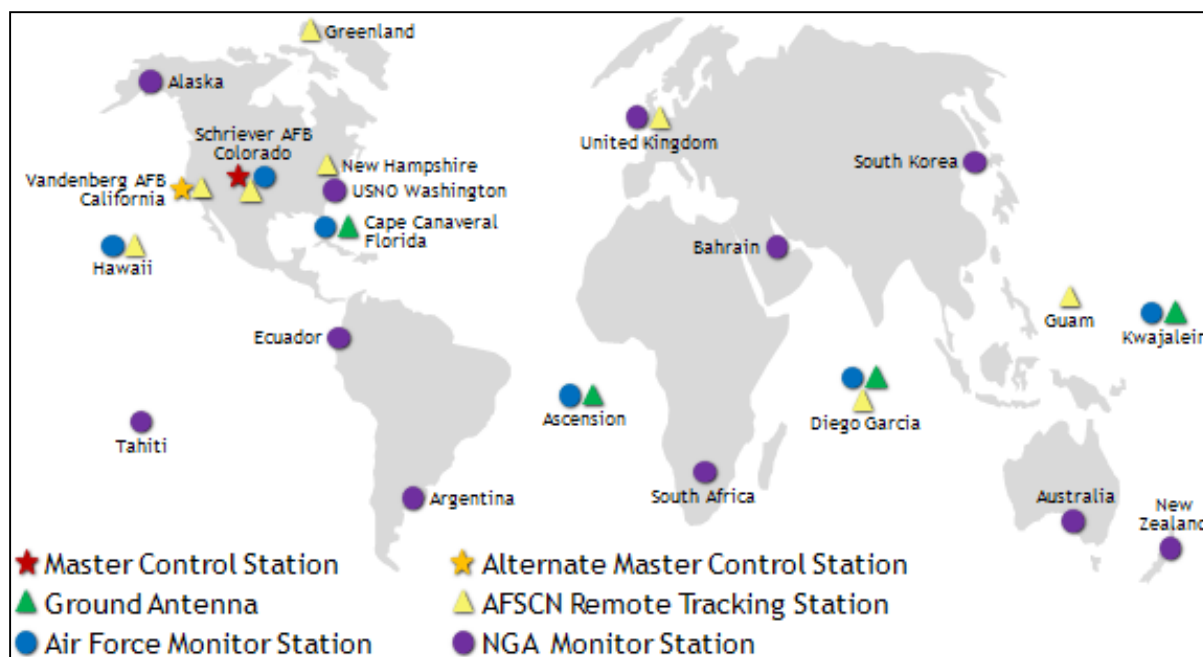 Greenland
Alaska
Schriever AFB
Colorado
United Kingdom
New Hampshire
South Korea
Vandenberg AFB
California
USNO Washington
Cape Canaveral
Florida
Bahrain
Hawaii
Guam
Kwajalein
Ecuador
Ascension
Diego Garcia
Tahiti
Argentina
South Africa
Australia
New
Zealand
Master Control Station
Alternate Master Control Station
Ground Antenna
AFSCN Remote Tracking Station
Air Force Monitor Station
NGA Monitor Station